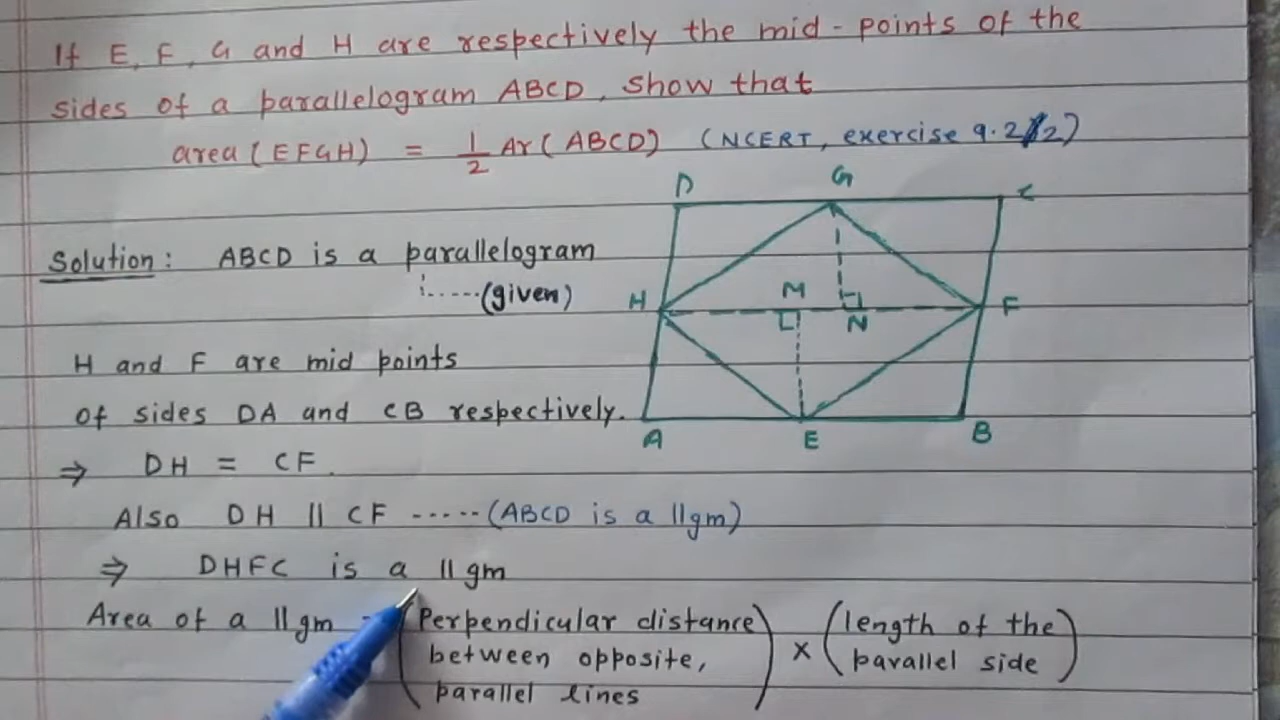 If E, F, G and H are respectively the mid-points of the
sides of a parallelogram ABCD, show that
area (EFGH) = 1/2 Ar (ABCD) (NCERT, exercise 9.2/2)
D G C
Solution: ABCD is a parallelogram
.....(given)
H M N F
H and F are mid points
of sides DA and CB respectively.
A E B
⇒ DH = CF.
Also DH || CF .....(ABCD is a ||gm)
⇒ DHFC is a ||gm
Area of a ||gm (Perpendicular distance between opposite, parallel lines) × (length of the parallel side)